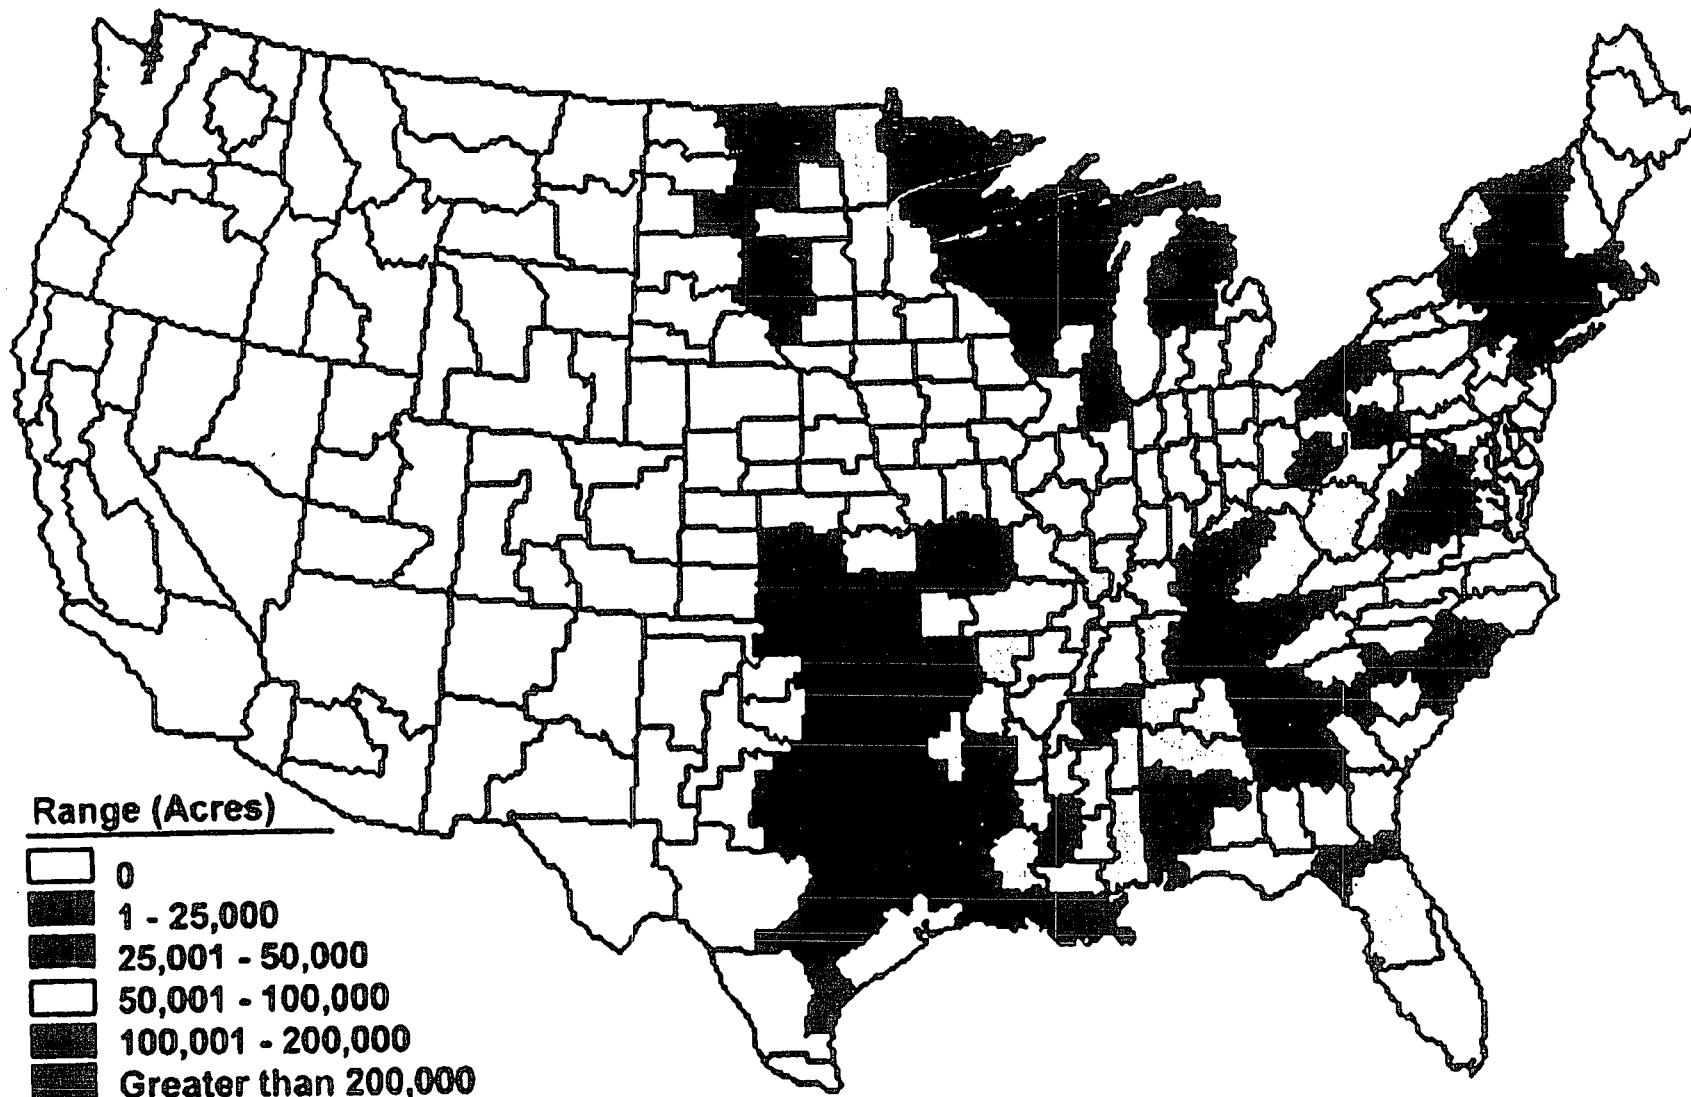 Range (Acres)
0
1 - 25,000
25,001 - 50,000
50,001 - 100,000
100,001 - 200,000
Greater than 200,000